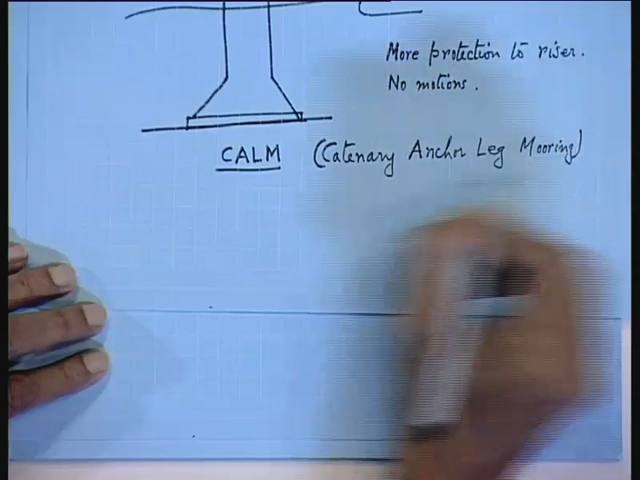 More protection to riser.
No motions.
CALM (Catenary Anchor Leg Mooring)